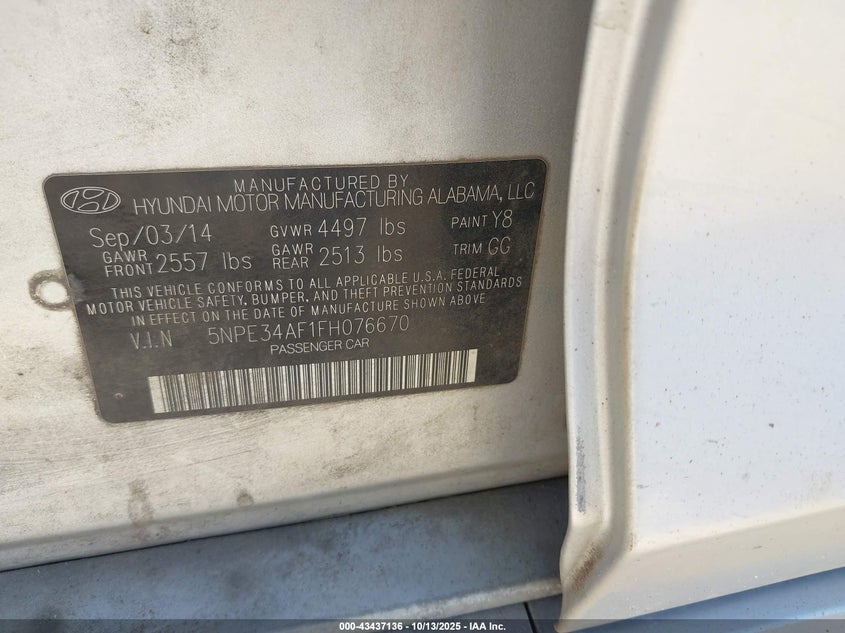 MANUFACTURED BY
HYUNDAI MOTOR MANUFACTURING ALABAMA, LLC
Sep/03/14 GVWR 4497 lbs PAINT Y8
GAWR FRONT 2557 lbs GAWR REAR 2513 lbs TRIM GG
THIS VEHICLE CONFORMS TO ALL APPLICABLE U.S.A. FEDERAL
MOTOR VEHICLE SAFETY, BUMPER, AND THEFT PREVENTION STANDARDS
IN EFFECT ON THE DATE OF MANUFACTURE SHOWN ABOVE
V.I.N 5NPE34AF1FH076670
PASSENGER CAR
000-43437136 - 10/13/2025 - IAA Inc.